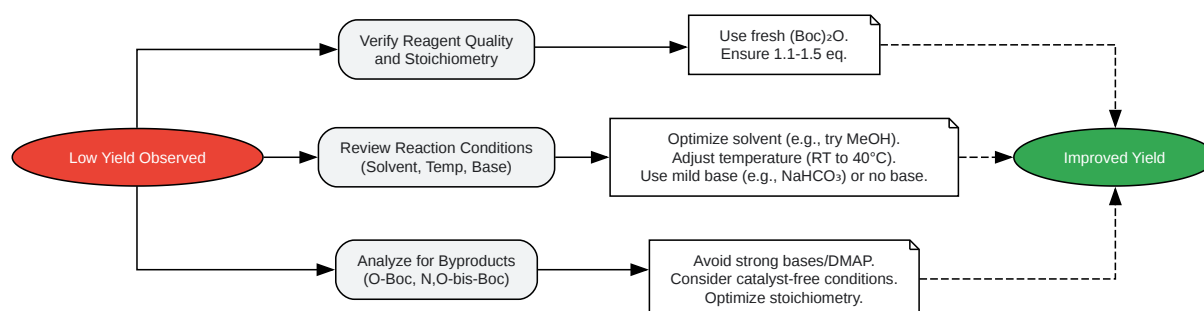 Low Yield Observed
Verify Reagent Quality
and Stoichiometry
Use fresh (Boc)₂O.
Ensure 1.1-1.5 eq.
Review Reaction Conditions
(Solvent, Temp, Base)
Optimize solvent (e.g., try MeOH).
Adjust temperature (RT to 40°C).
Use mild base (e.g., NaHCO₃) or no base.
Analyze for Byproducts
(O-Boc, N,O-bis-Boc)
Avoid strong bases/DMAP.
Consider catalyst-free conditions.
Optimize stoichiometry.
Improved Yield